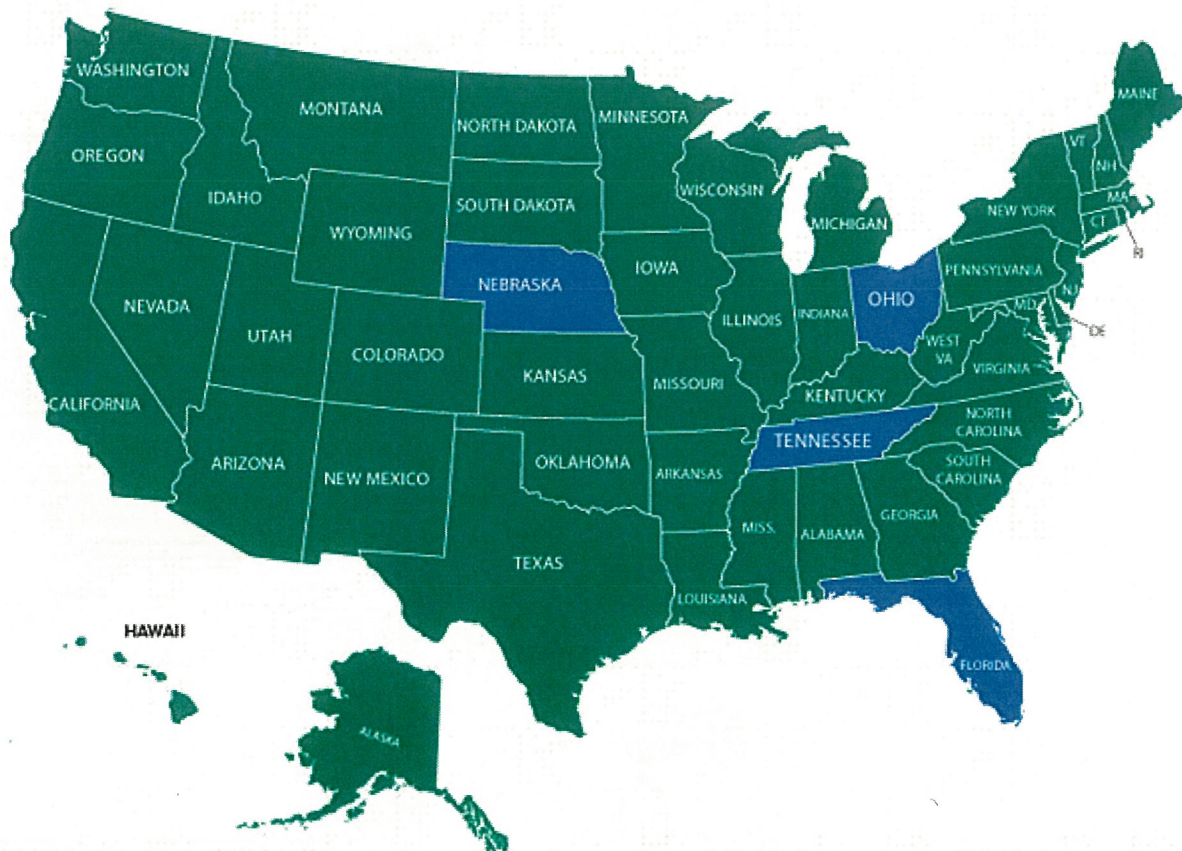 WASHINGTON
MONTANA
NORTH DAKOTA
MINNESOTA
MAINE
OREGON
IDAHO
WYOMING
SOUTH DAKOTA
WISCONSIN
MICHIGAN
VT
NH
NEW YORK
MA
CT
RI
NEVADA
UTAH
COLORADO
NEBRASKA
IOWA
ILLINOIS
INDIANA
OHIO
PENNSYLVANIA
NJ
MD
DE
CALIFORNIA
KANSAS
MISSOURI
KENTUCKY
WEST
VA
VIRGINIA
ARIZONA
NEW MEXICO
OKLAHOMA
ARKANSAS
TENNESSEE
NORTH
CAROLINA
SOUTH
CAROLINA
TEXAS
LOUISIANA
MISS.
ALABAMA
GEORGIA
FLORIDA
HAWAII
ALASKA